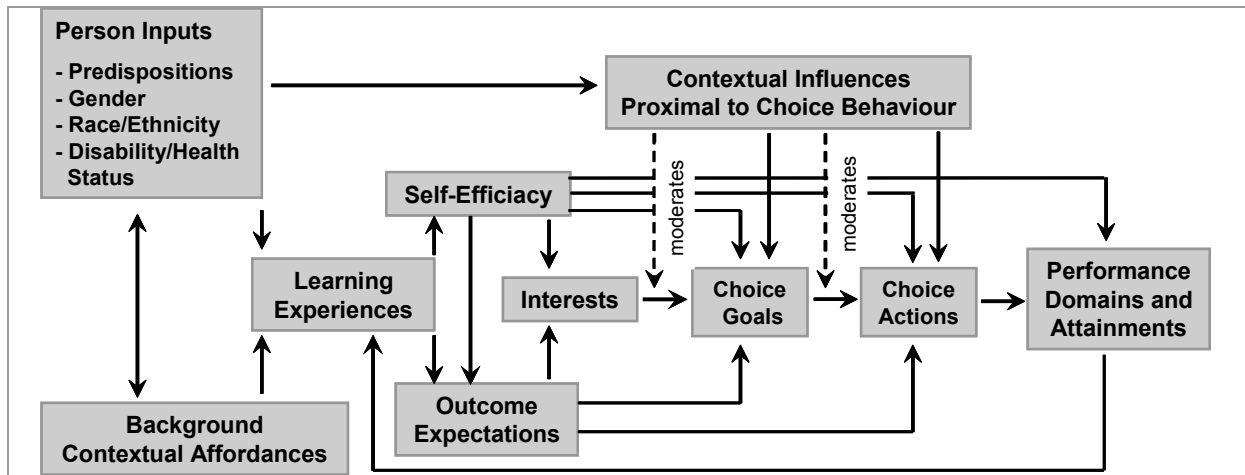 Person Inputs
- Predispositions
- Gender
- Race/Ethnicity
- Disability/Health
Status
Contextual Influences
Proximal to Choice Behaviour
moderates
moderates
Self-Efficiacy
Learning
Experiences
Interests
Choice
Goals
Choice
Actions
Performance
Domains and
Attainments
Outcome
Expectations
Background
Contextual Affordances